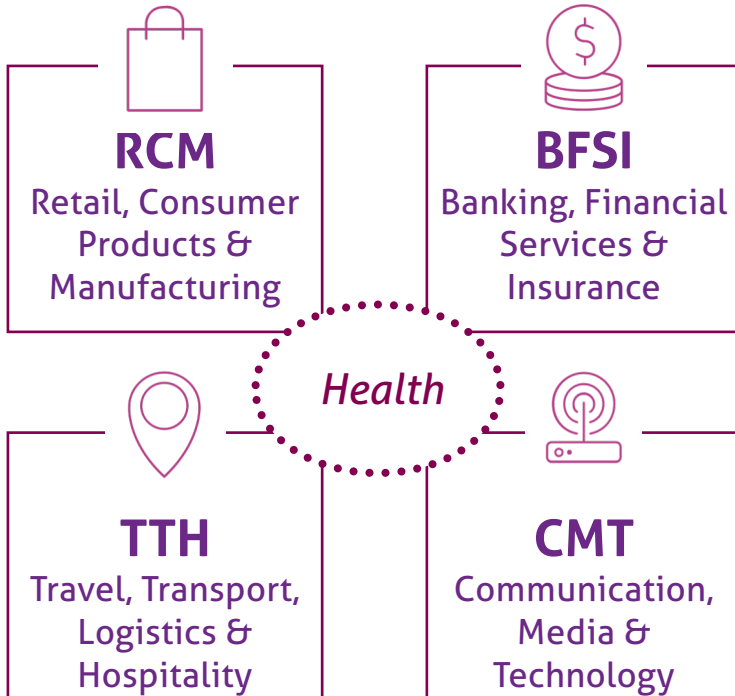 RCM
Retail, Consumer
Products &
Manufacturing
BFSI
Banking, Financial
Services &
Insurance
Health
TTH
Travel, Transport,
Logistics &
Hospitality
CMT
Communication,
Media &
Technology